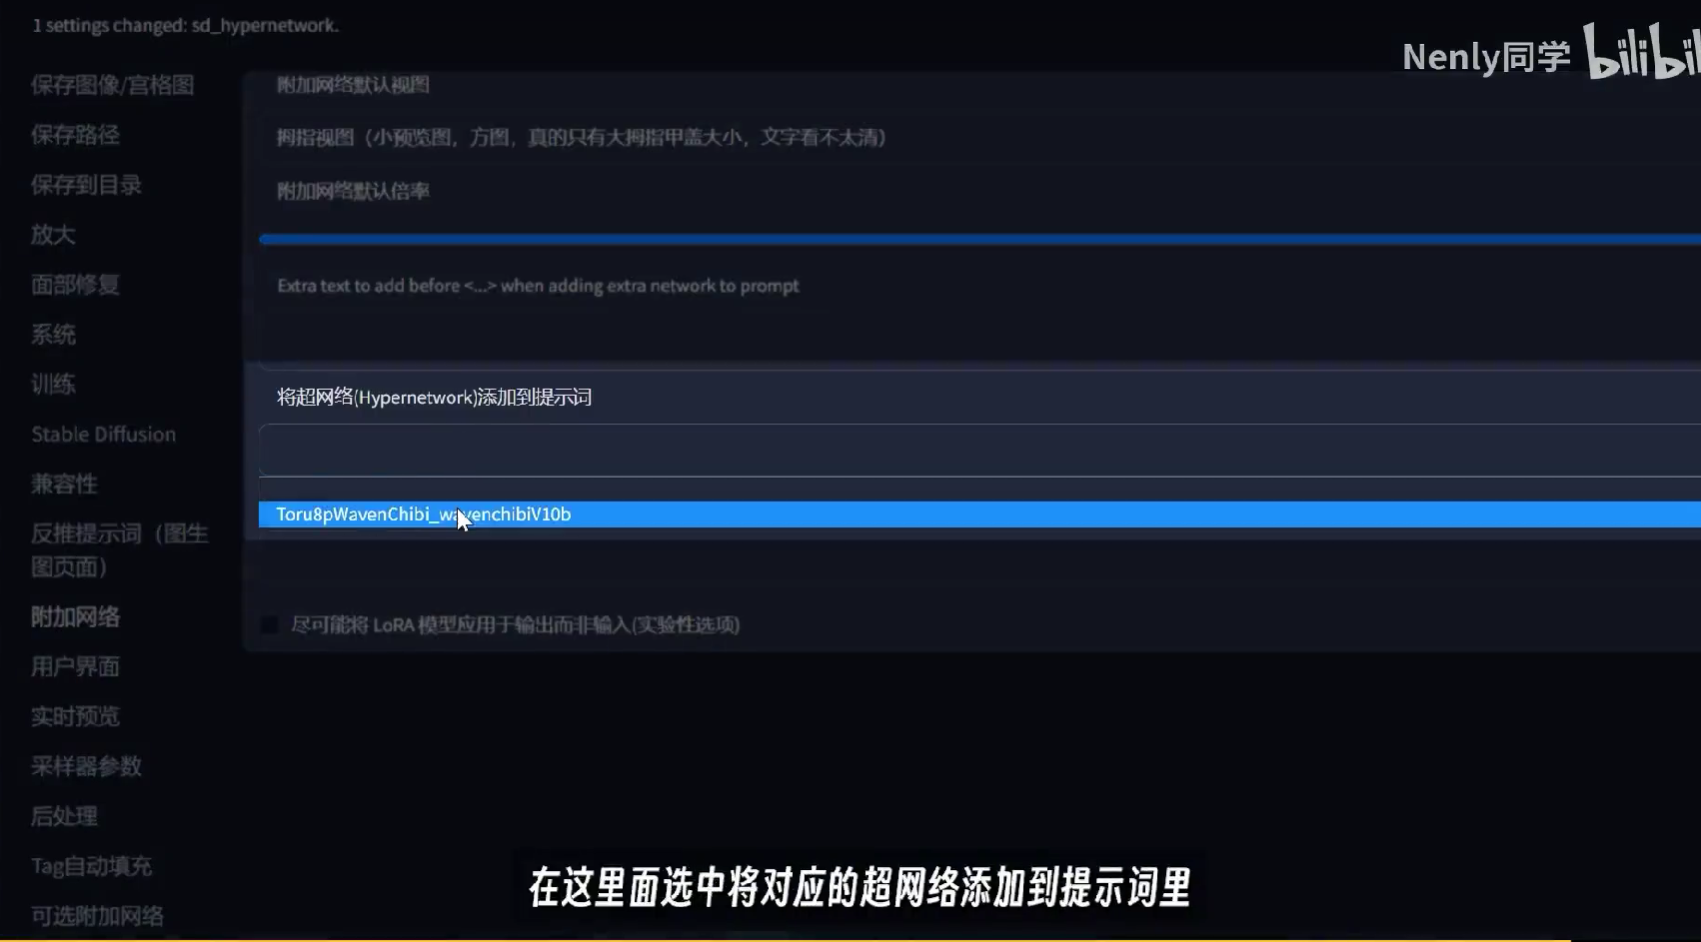 1 settings changed: sd_hypernetwork.
Nenly同学 bilibili
保存图像/宫格图
保存路径
保存到目录
放大
面部修复
系统
训练
Stable Diffusion
兼容性
反推提示词（图生
图页面）
附加网络
用户界面
实时预览
采样器参数
后处理
Tag自动填充
可选附加网络
附加网络默认视图
拇指视图（小预览图，方图，真的只有大拇指甲盖大小，文字看不太清）
附加网络默认倍率
Extra text to add before <...> when adding extra network to prompt
将超网络(Hypernetwork)添加到提示词
Toru8pWavenChibi_wavenchibiV10b
尽可能将 LoRA 模型应用于输出而非输入(实验性选项)
在这里面选中将对应的超网络添加到提示词里